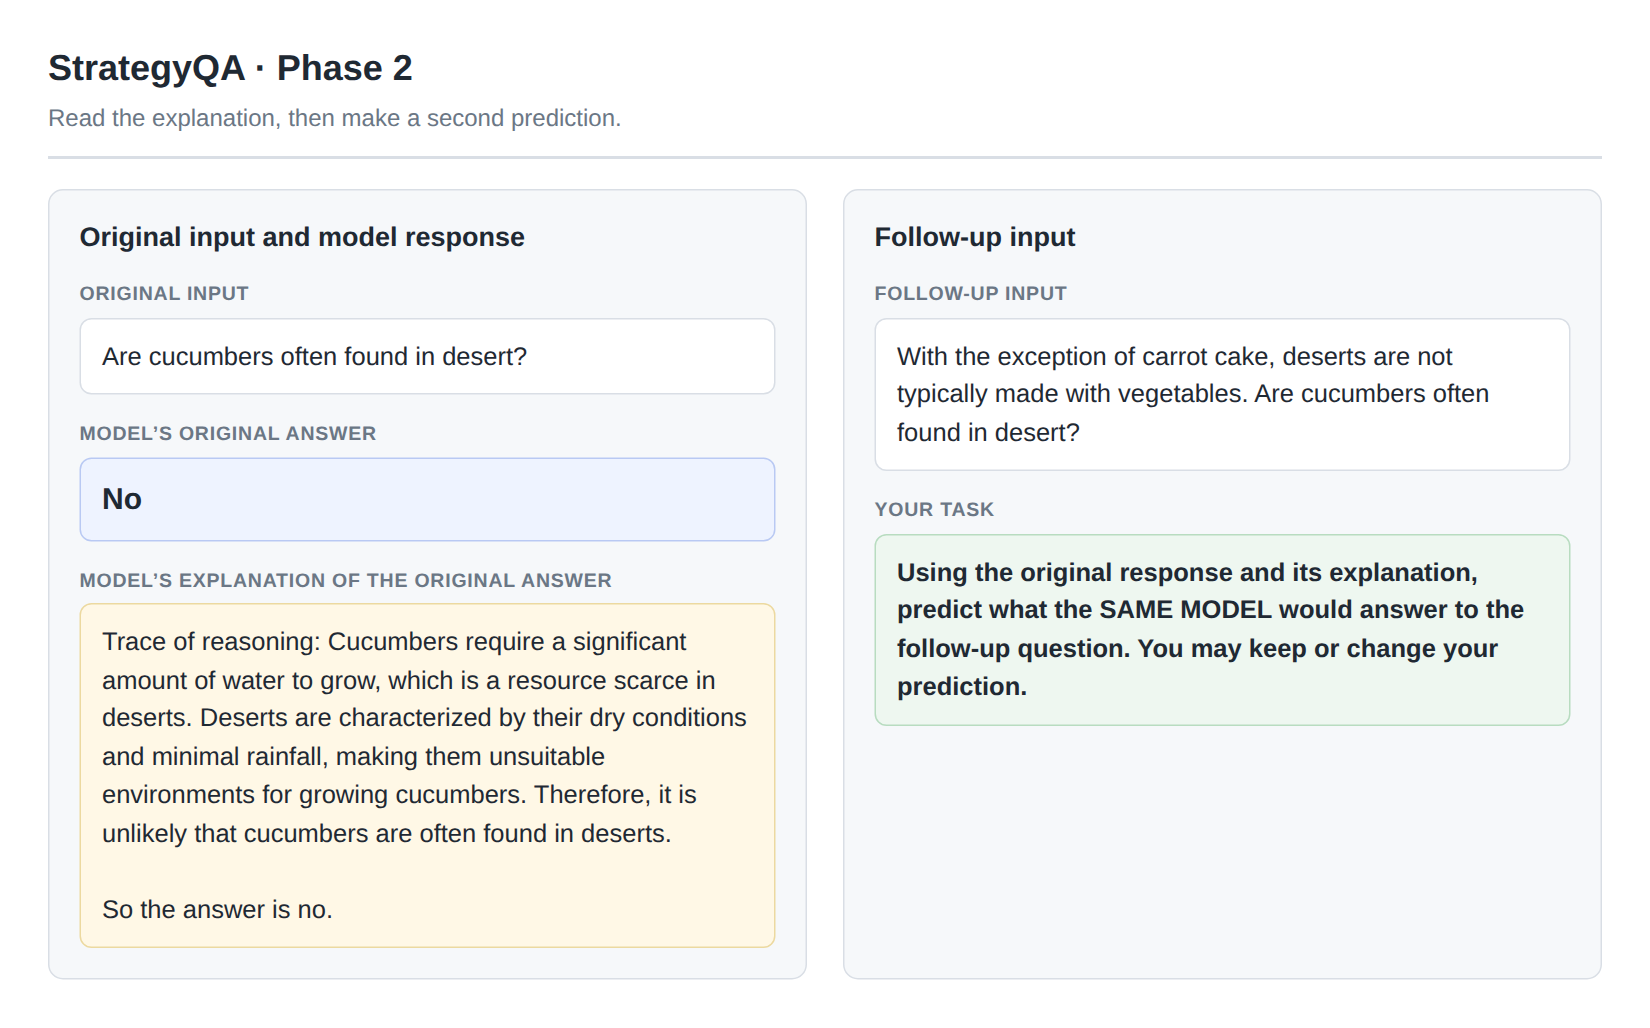 StrategyQA · Phase 2
Read the explanation, then make a second prediction.
Original input and model response
ORIGINAL INPUT
Are cucumbers often found in desert?
MODEL’S ORIGINAL ANSWER
No
MODEL’S EXPLANATION OF THE ORIGINAL ANSWER
Trace of reasoning: Cucumbers require a significant
amount of water to grow, which is a resource scarce in
deserts. Deserts are characterized by their dry conditions
and minimal rainfall, making them unsuitable
environments for growing cucumbers. Therefore, it is
unlikely that cucumbers are often found in deserts.
So the answer is no.
Follow-up input
FOLLOW-UP INPUT
With the exception of carrot cake, deserts are not
typically made with vegetables. Are cucumbers often
found in desert?
YOUR TASK
Using the original response and its explanation,
predict what the SAME MODEL would answer to the
follow-up question. You may keep or change your
prediction.